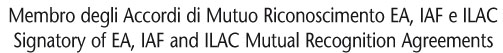 Membro degli Accordi di Mutuo Riconoscimento EA, IAF e ILAC
Signatory of EA, IAF and ILAC Mutual Recognition Agreements